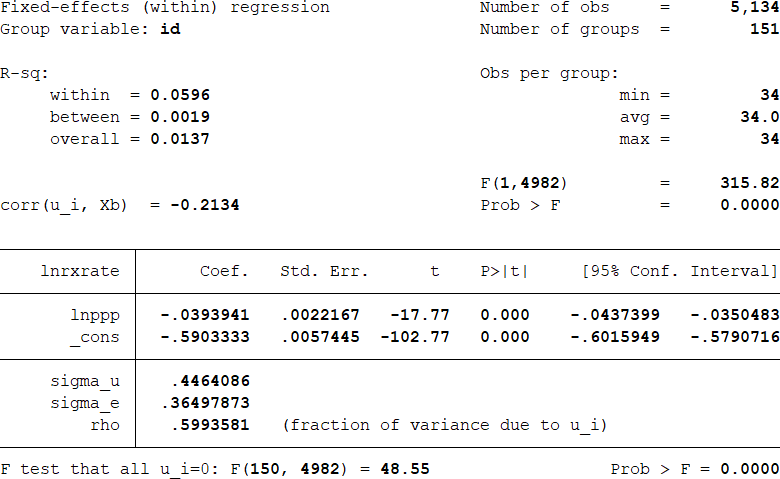 Fixed-effects (within) regression Number of obs = 5,134
Group variable: id Number of groups = 151
R-sq: Obs per group:
within = 0.0596 min = 34
between = 0.0019 avg = 34.0
overall = 0.0137 max = 34
F(1,4982) = 315.82
corr(u_i, Xb) = -0.2134 Prob > F = 0.0000
lnrxrate Coef. Std. Err. t P>|t| [95% Conf. Interval]
lnppp -.0393941 .0022167 -17.77 0.000 -.0437399 -.0350483
_cons -.5903333 .0057445 -102.77 0.000 -.6015949 -.5790716
sigma_u .4464086
sigma_e .36497873
rho .5993581 (fraction of variance due to u_i)
F test that all u_i=0: F(150, 4982) = 48.55 Prob > F = 0.0000